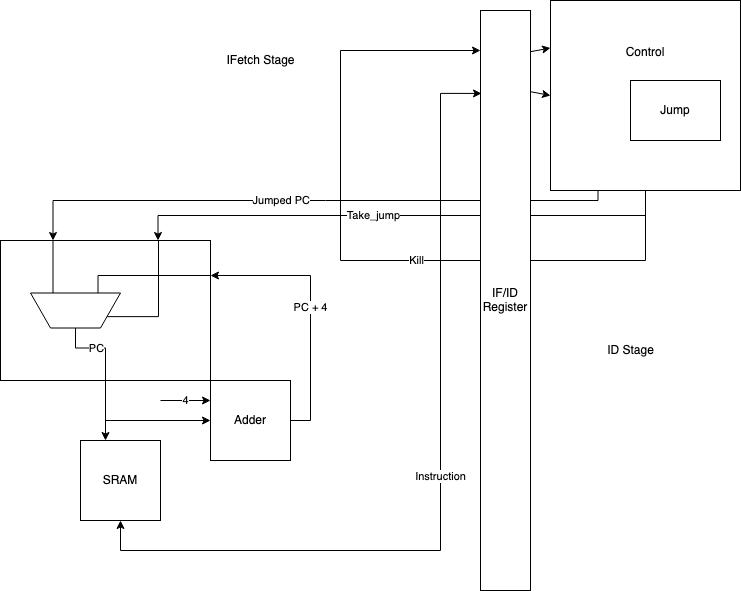 IFetch Stage
Control
Jump
Jumped PC
Take_jump
Kill
IF/ID
Register
PC + 4
PC
ID Stage
4
Adder
SRAM
Instruction